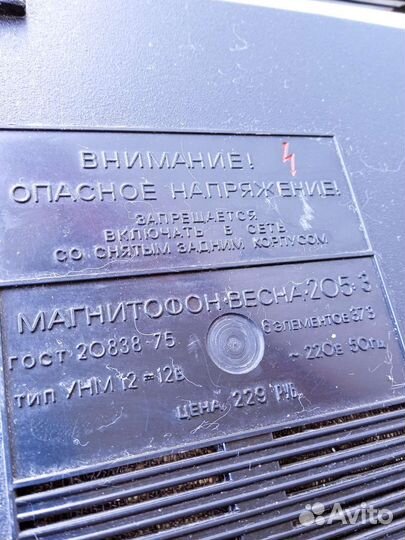 ВНИМАНИЕ!
ОПАСНОЕ НАПРЯЖЕНИЕ!
ЗАПРЕЩАЕТСЯ
ВКЛЮЧАТЬ В СЕТЬ
СО СНЯТЫМ ЗАДНИМ КОРПУСОМ
МАГНИТОФОН·ВЕСНА·205·3
ГОСТ 20838-75
6 ЭЛЕМЕНТОВ 373
ТИП УНМ 12 =12В
~ 220В 50Гц
ЦЕНА 229 РУБ
Avito